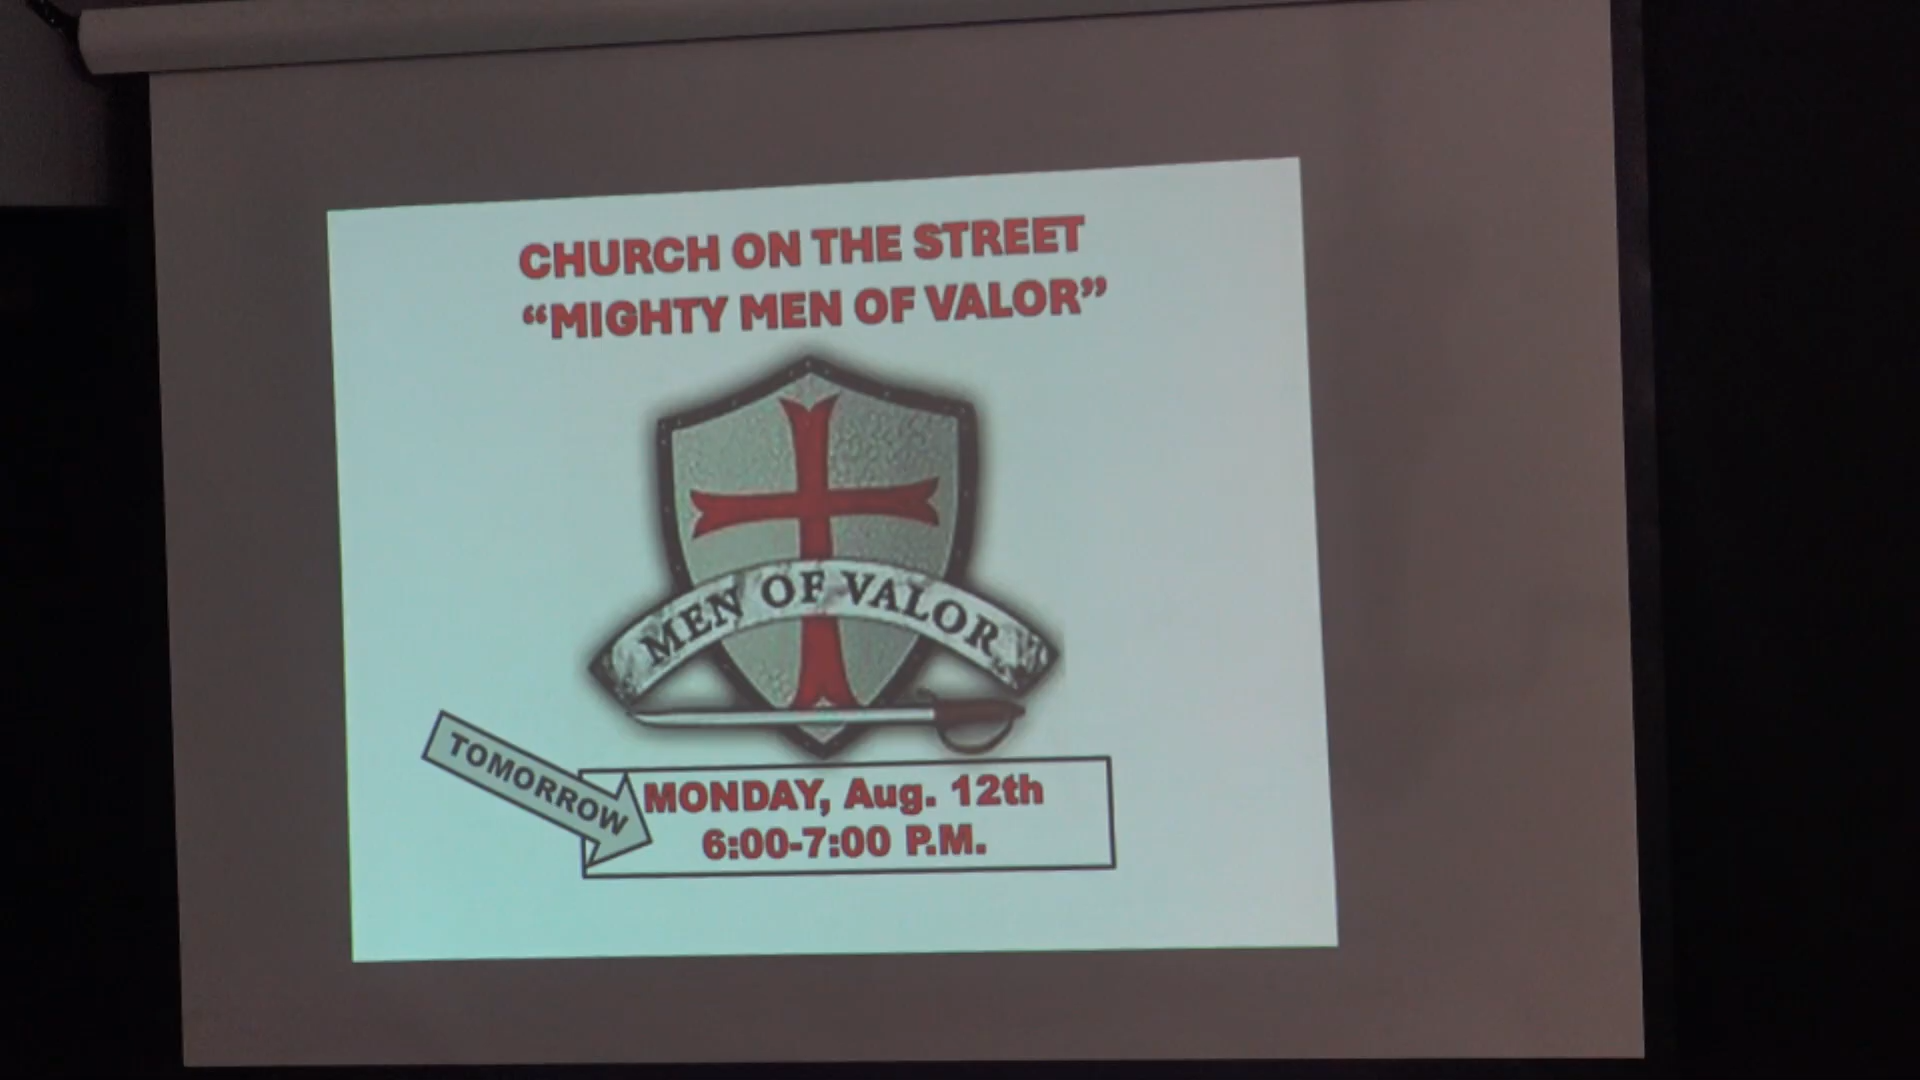 CHURCH ON THE STREET
“MIGHTY MEN OF VALOR”
MEN OF VALOR
TOMORROW
MONDAY, Aug. 12th
6:00-7:00 P.M.